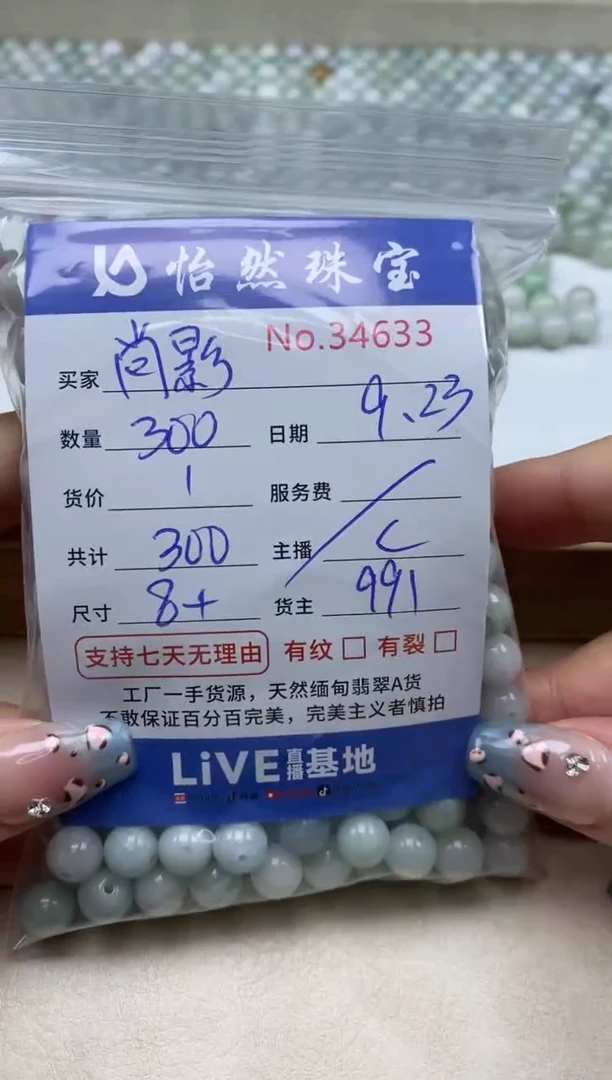 怡然珠宝
No.34633
买家 尚影
数量 300 日期 9.23
货价 1 服务费
共计 300 主播 C
尺寸 8+ 货主 991
支持七天无理由 有纹 □ 有裂 □
工厂一手货源，天然缅甸翡翠A货
不敢保证百分百完美，完美主义者慎拍
LiVE直播基地